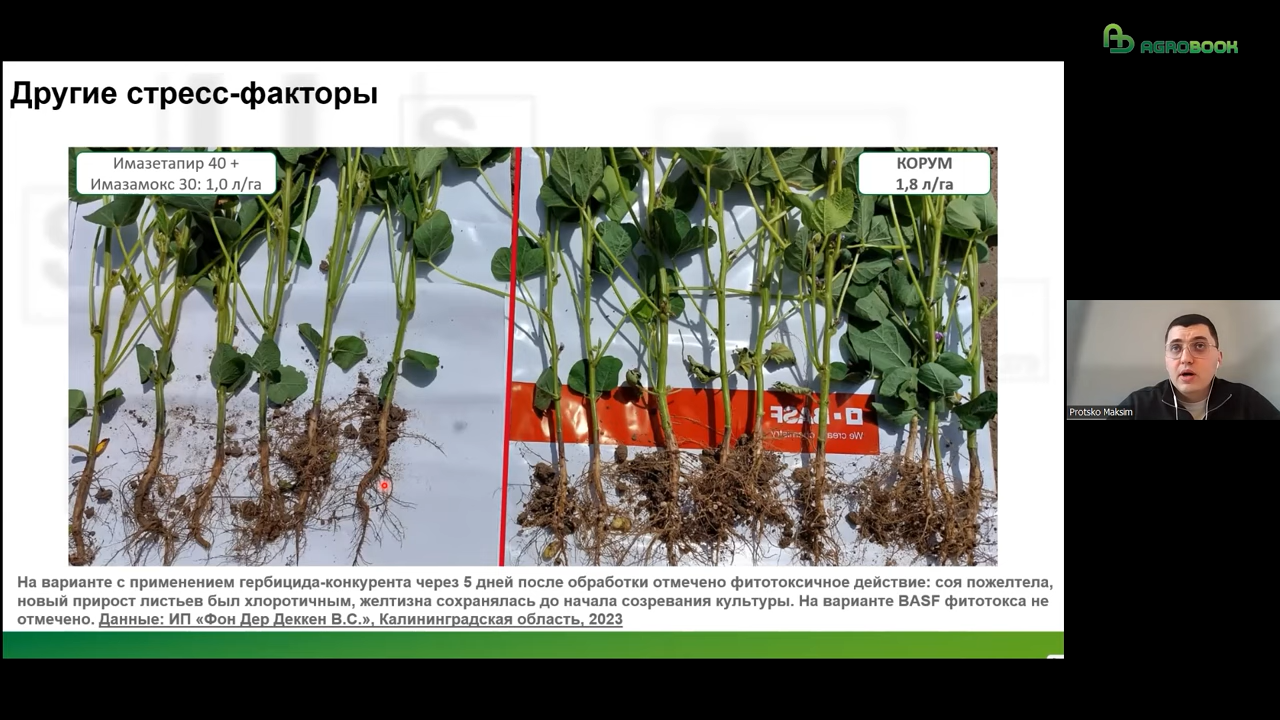 AGROBOOK
Другие стресс-факторы
Имазетапир 40 +
Имазамокс 30: 1,0 л/га
КОРУМ
1,8 л/га
BASF
We create chemistry
Protsko Maksim
На варианте с применением гербицида-конкурента через 5 дней после обработки отмечено фитотоксичное действие: соя пожелтела,
новый прирост листьев был хлоротичным, желтизна сохранялась до начала созревания культуры. На варианте BASF фитотокса не
отмечено. Данные: ИП «Фон Дер Деккен В.С.», Калининградская область, 2023